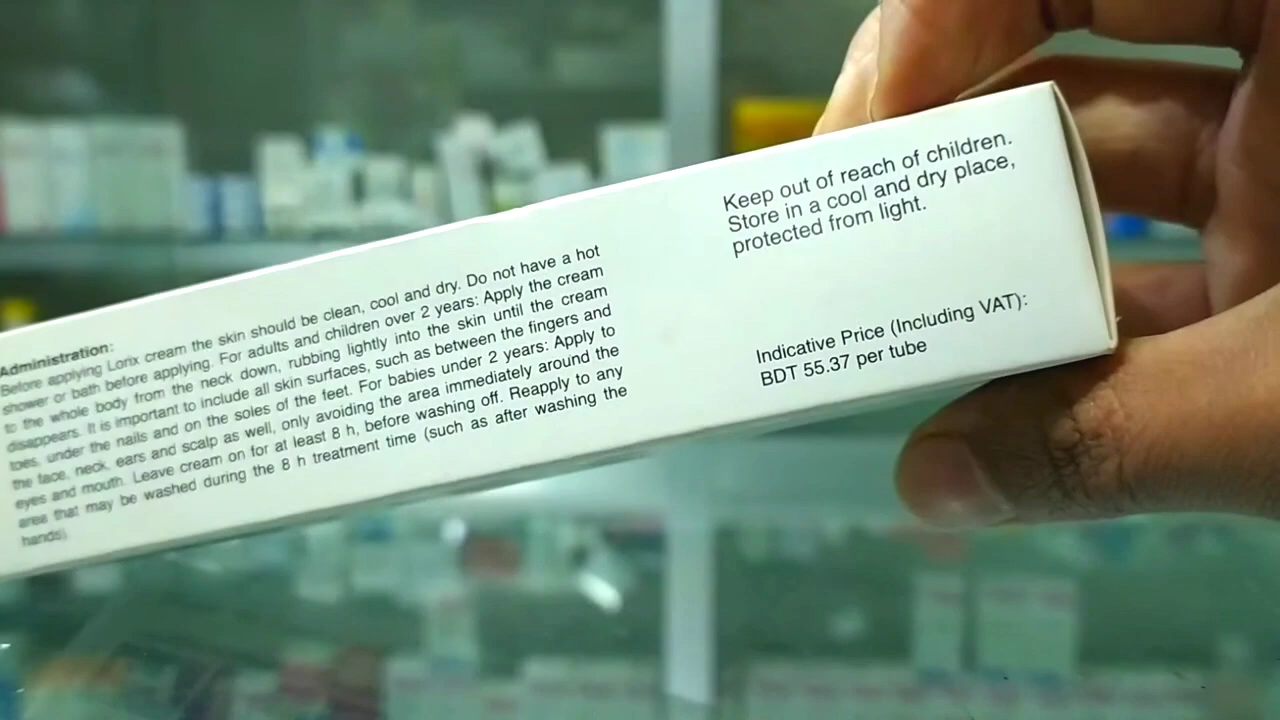 Administration:
Before applying Lorix cream the skin should be clean, cool and dry. Do not have a hot
shower or bath before applying. For adults and children over 2 years: Apply the cream
to the whole body from the neck down, rubbing lightly into the skin until the cream
disappears. It is important to include all skin surfaces, such as between the fingers and
toes, under the nails and on the soles of the feet. For babies under 2 years: Apply to
the face, neck, ears and scalp as well, only avoiding the area immediately around the
eyes and mouth. Leave cream on for at least 8 h, before washing off. Reapply to any
area that may be washed during the 8 h treatment time (such as after washing the
hands).
Keep out of reach of children.
Store in a cool and dry place,
protected from light.
Indicative Price (Including VAT):
BDT 55.37 per tube